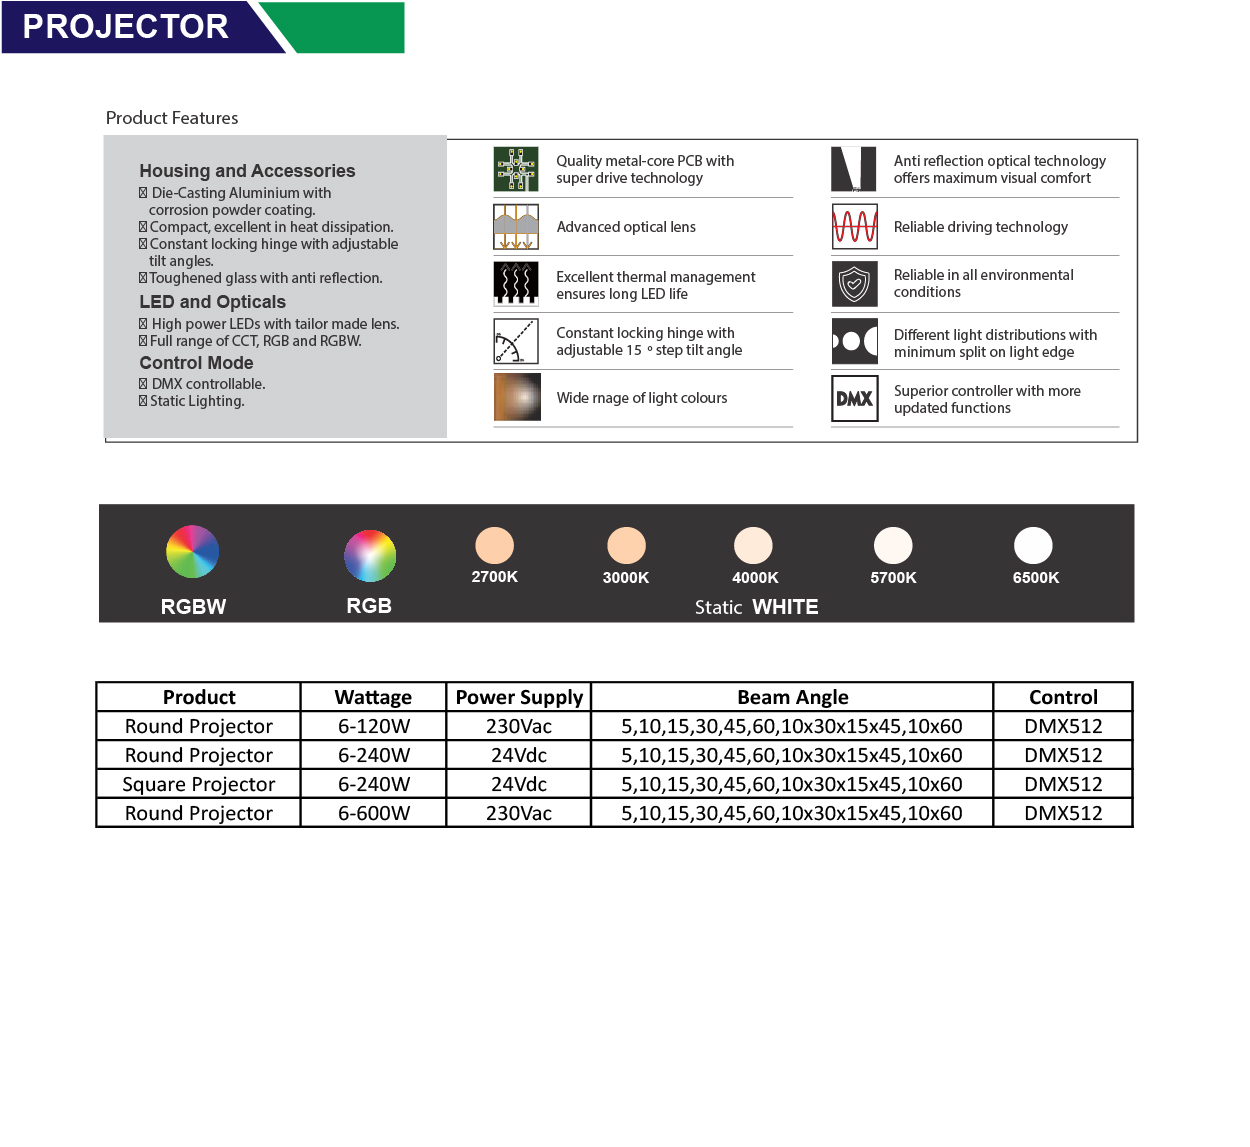 PROJECTOR
Product Features
Housing and Accessories
Die-Casting Aluminium with
corrosion powder coating.
Compact, excellent in heat dissipation.
Constant locking hinge with adjustable
tilt angles.
Toughened glass with anti reflection.
LED and Opticals
High power LEDs with tailor made lens.
Full range of CCT, RGB and RGBW.
Control Mode
DMX controllable.
Static Lighting.
Quality metal-core PCB with
super drive technology
Advanced optical lens
Excellent thermal management
ensures long LED life
Constant locking hinge with
adjustable 15 º step tilt angle
Wide rnage of light colours
Anti reflection optical technology
offers maximum visual comfort
Reliable driving technology
Reliable in all environmental
conditions
Different light distributions with
minimum split on light edge
DMX
Superior controller with more
updated functions
RGBW
RGB
2700K
3000K
4000K
5700K
6500K
Static WHITE
Product Wattage Power Supply Beam Angle Control
Round Projector 6-120W 230Vac 5,10,15,30,45,60,10x30x15x45,10x60 DMX512
Round Projector 6-240W 24Vdc 5,10,15,30,45,60,10x30x15x45,10x60 DMX512
Square Projector 6-240W 24Vdc 5,10,15,30,45,60,10x30x15x45,10x60 DMX512
Round Projector 6-600W 230Vac 5,10,15,30,45,60,10x30x15x45,10x60 DMX512